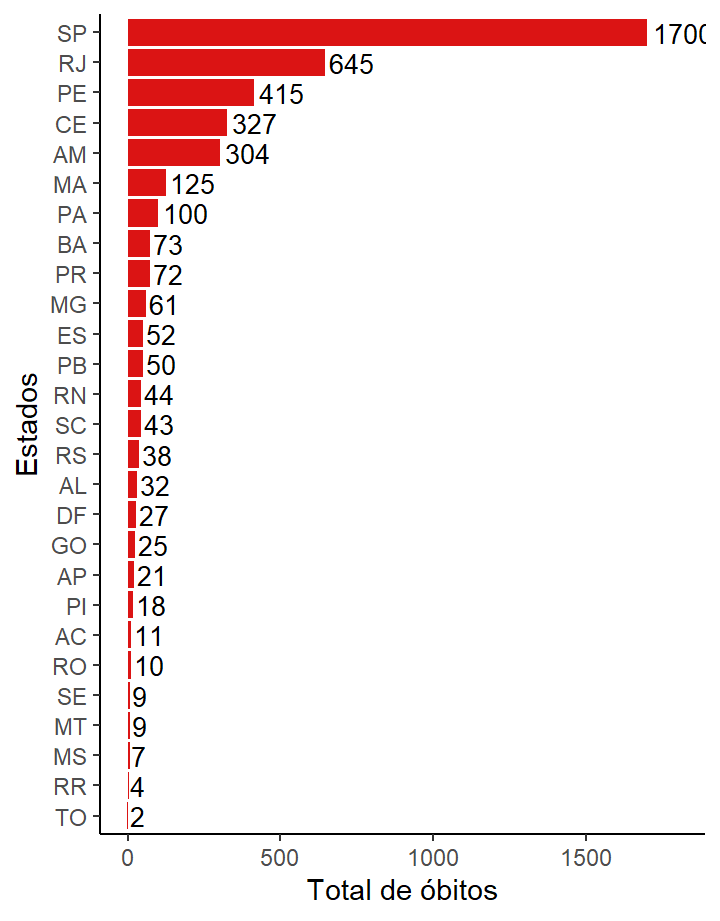 SP 1700
RJ 645
PE 415
CE 327
AM 304
MA 125
PA 100
BA 73
PR 72
MG 61
ES 52
PB 50
RN 44
SC 43
RS 38
AL 32
DF 27
GO 25
AP 21
PI 18
AC 11
RO 10
SE 9
MT 9
MS 7
RR 4
TO 2
Estados
0 500 1000 1500
Total de óbitos